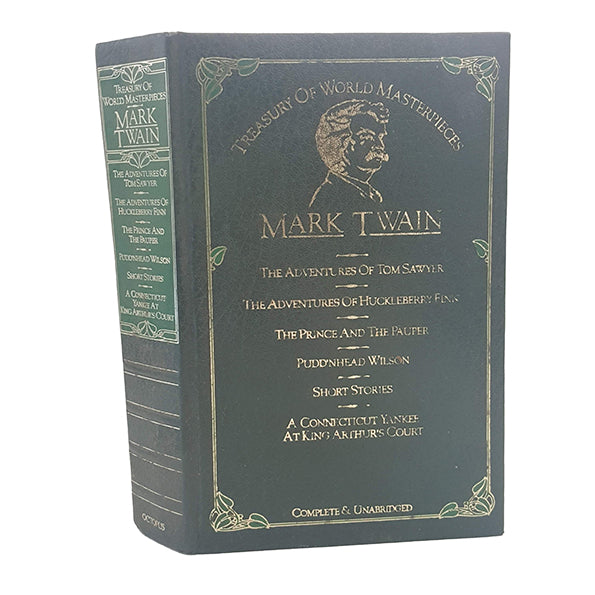 TREASURY OF
WORLD MASTERPIECES
MARK
TWAIN
THE ADVENTURES OF
TOM SAWYER
THE ADVENTURES OF
HUCKLEBERRY FINN
THE PRINCE AND
THE PAUPER
PUDD'NHEAD WILSON
SHORT STORIES
A CONNECTICUT
YANKEE AT
KING ARTHUR'S COURT
OCTOPUS
TREASURY OF WORLD MASTERPIECES
MARK TWAIN
THE ADVENTURES OF TOM SAWYER
THE ADVENTURES OF HUCKLEBERRY FINN
THE PRINCE AND THE PAUPER
PUDD'NHEAD WILSON
SHORT STORIES
A CONNECTICUT YANKEE
AT KING ARTHUR'S COURT
COMPLETE & UNABRIDGED